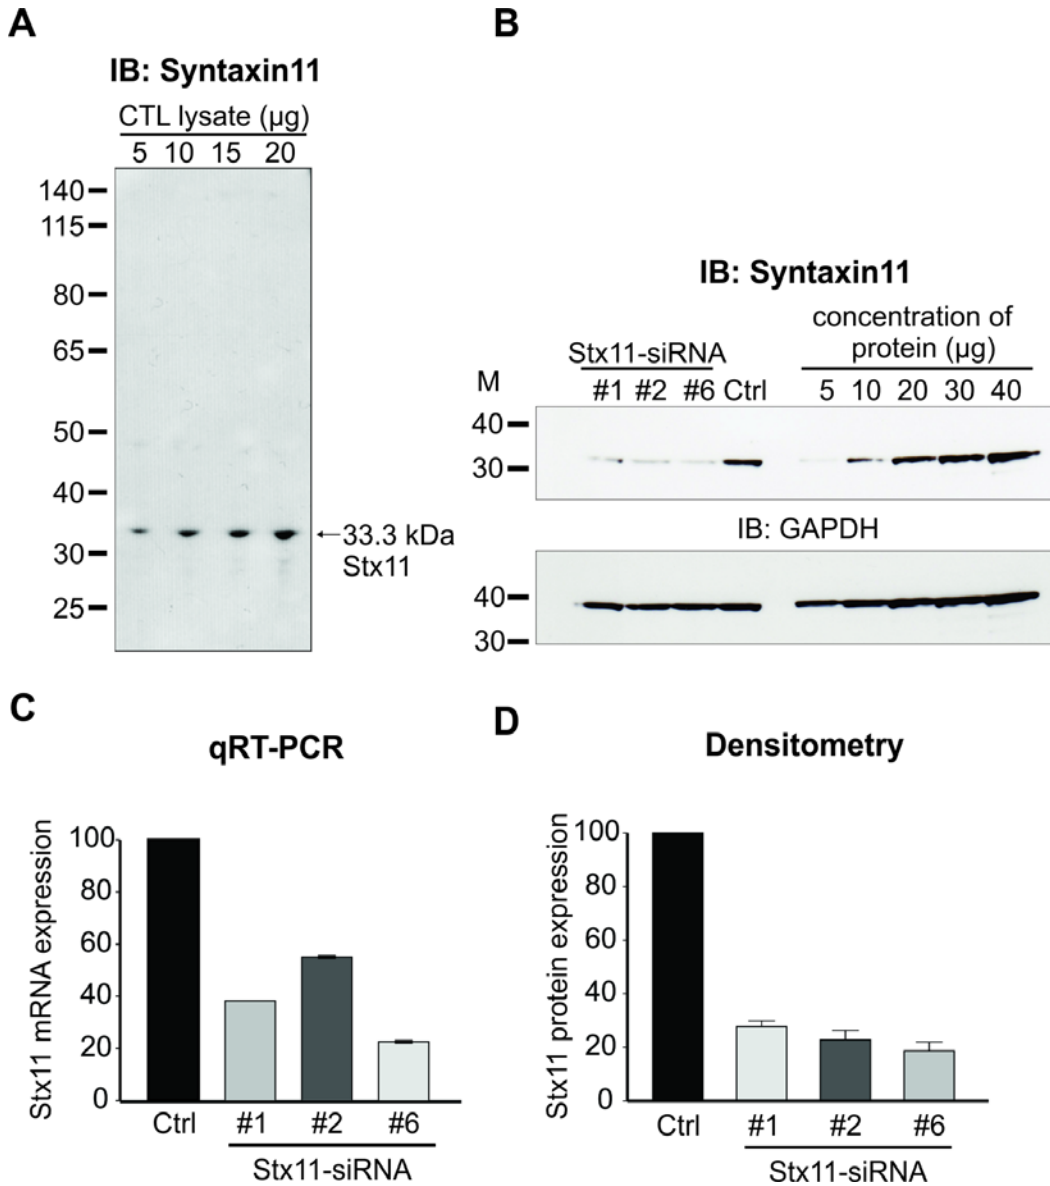 A
IB: Syntaxin11
CTL lysate (µg)
5 10 15 20
140
115
80
65
50
40
30
25
33.3 kDa
Stx11
B
IB: Syntaxin11
concentration of
protein (µg)
Stx11-siRNA
M
#1 #2 #6 Ctrl 5 10 20 30 40
40
30
IB: GAPDH
40
30
C
qRT-PCR
Stx11 mRNA expression
100
80
60
40
20
0
Ctrl #1 #2 #6
Stx11-siRNA
D
Densitometry
Stx11 protein expression
100
80
60
40
20
0
Ctrl #1 #2 #6
Stx11-siRNA